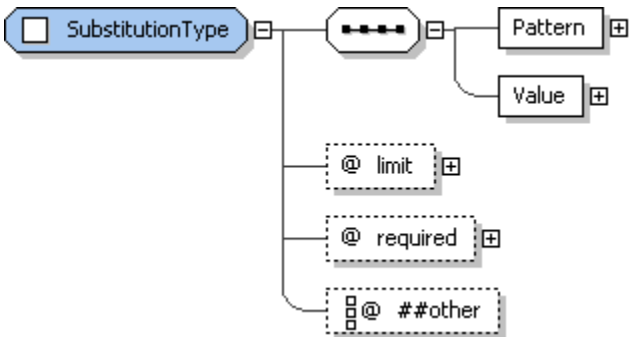 SubstitutionType
Pattern
Value
@ limit
@ required
@ ##other